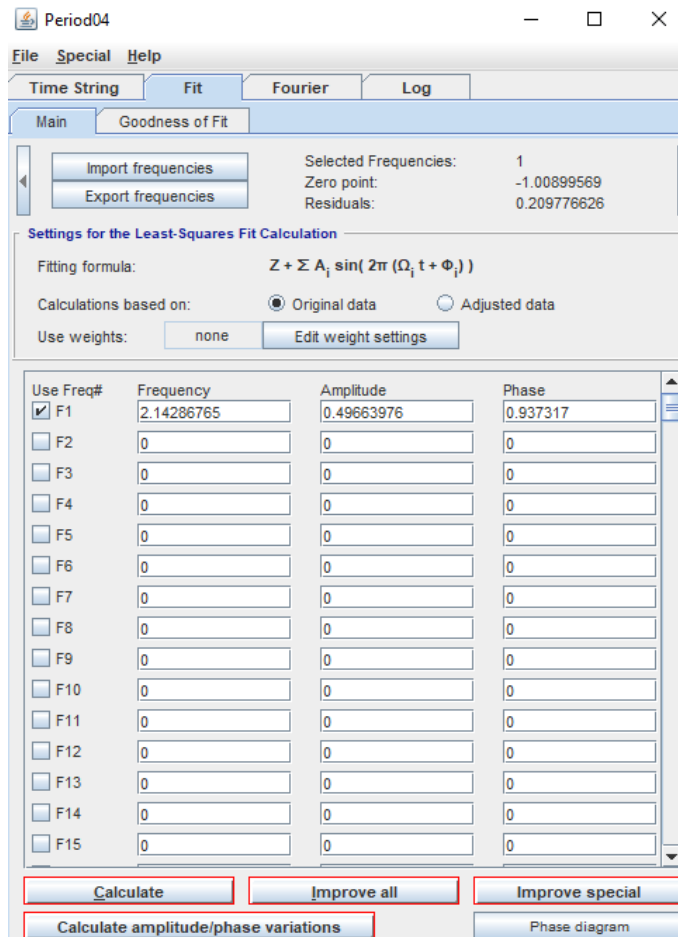 Period04
File Special Help
Time String Fit Fourier Log
Main Goodness of Fit
Import frequencies
Export frequencies
Selected Frequencies: 1
Zero point: -1.00899569
Residuals: 0.209776626
Settings for the Least-Squares Fit Calculation
Fitting formula: Z + Σ Ai sin( 2π (Ωi t + Φi) )
Calculations based on: Original data Adjusted data
Use weights: none Edit weight settings
Use Freq# Frequency Amplitude Phase
F1 2.14286765 0.49663976 0.937317
F2 0 0 0
F3 0 0 0
F4 0 0 0
F5 0 0 0
F6 0 0 0
F7 0 0 0
F8 0 0 0
F9 0 0 0
F10 0 0 0
F11 0 0 0
F12 0 0 0
F13 0 0 0
F14 0 0 0
F15 0 0 0
Calculate Improve all Improve special
Calculate amplitude/phase variations Phase diagram